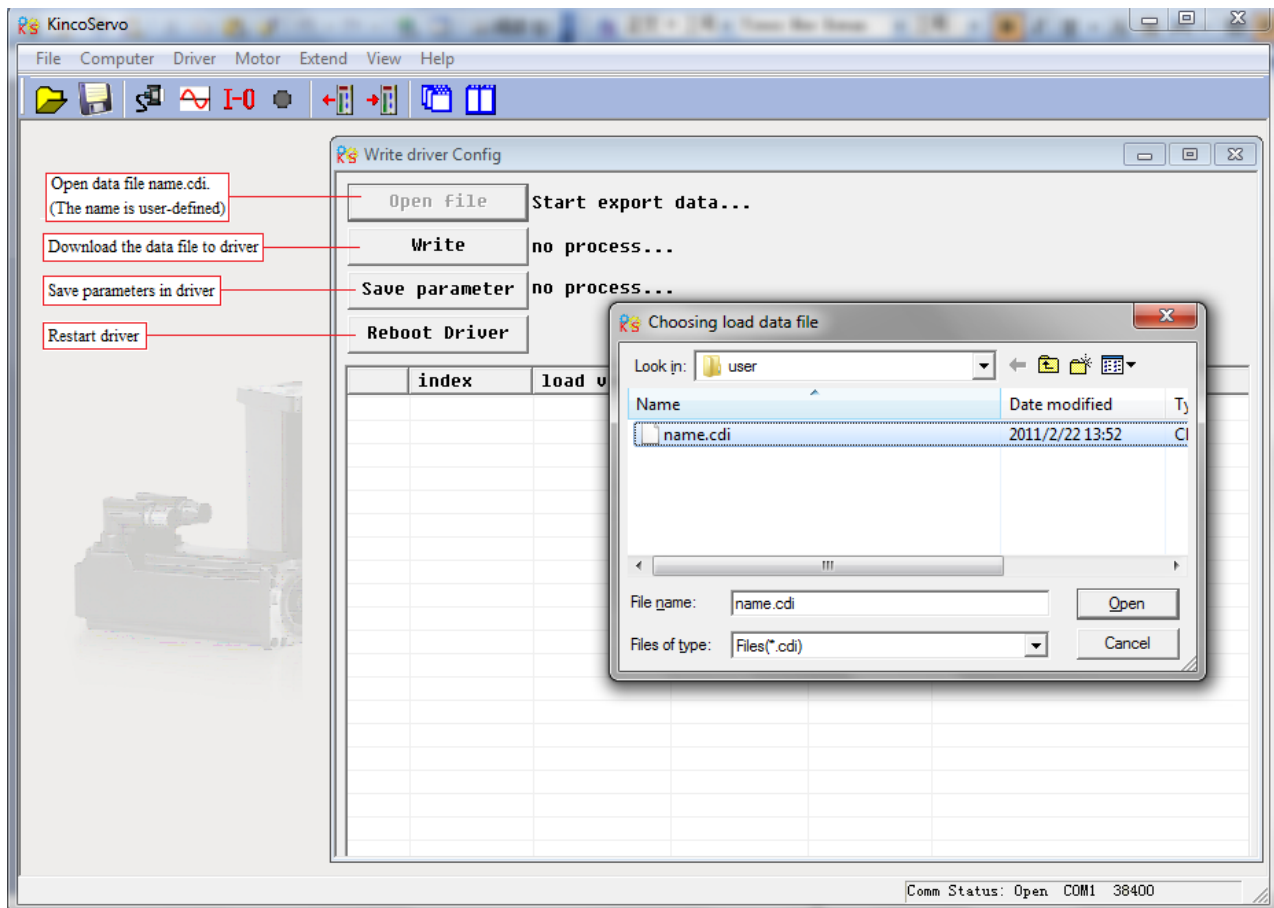 KincoServo
File Computer Driver Motor Extend View Help
I-O
Write driver Config
Open data file name.cdi.
(The name is user-defined)
Open file
Start export data...
Download the data file to driver
Write
no process...
Save parameters in driver
Save parameter
no process...
Restart driver
Reboot Driver
index
load v
Choosing load data file
Look in:
user
Name
Date modified
Ty
name.cdi
2011/2/22 13:52
CI
File name:
name.cdi
Open
Files of type:
Files(*.cdi)
Cancel
Comm Status: Open COM1 38400